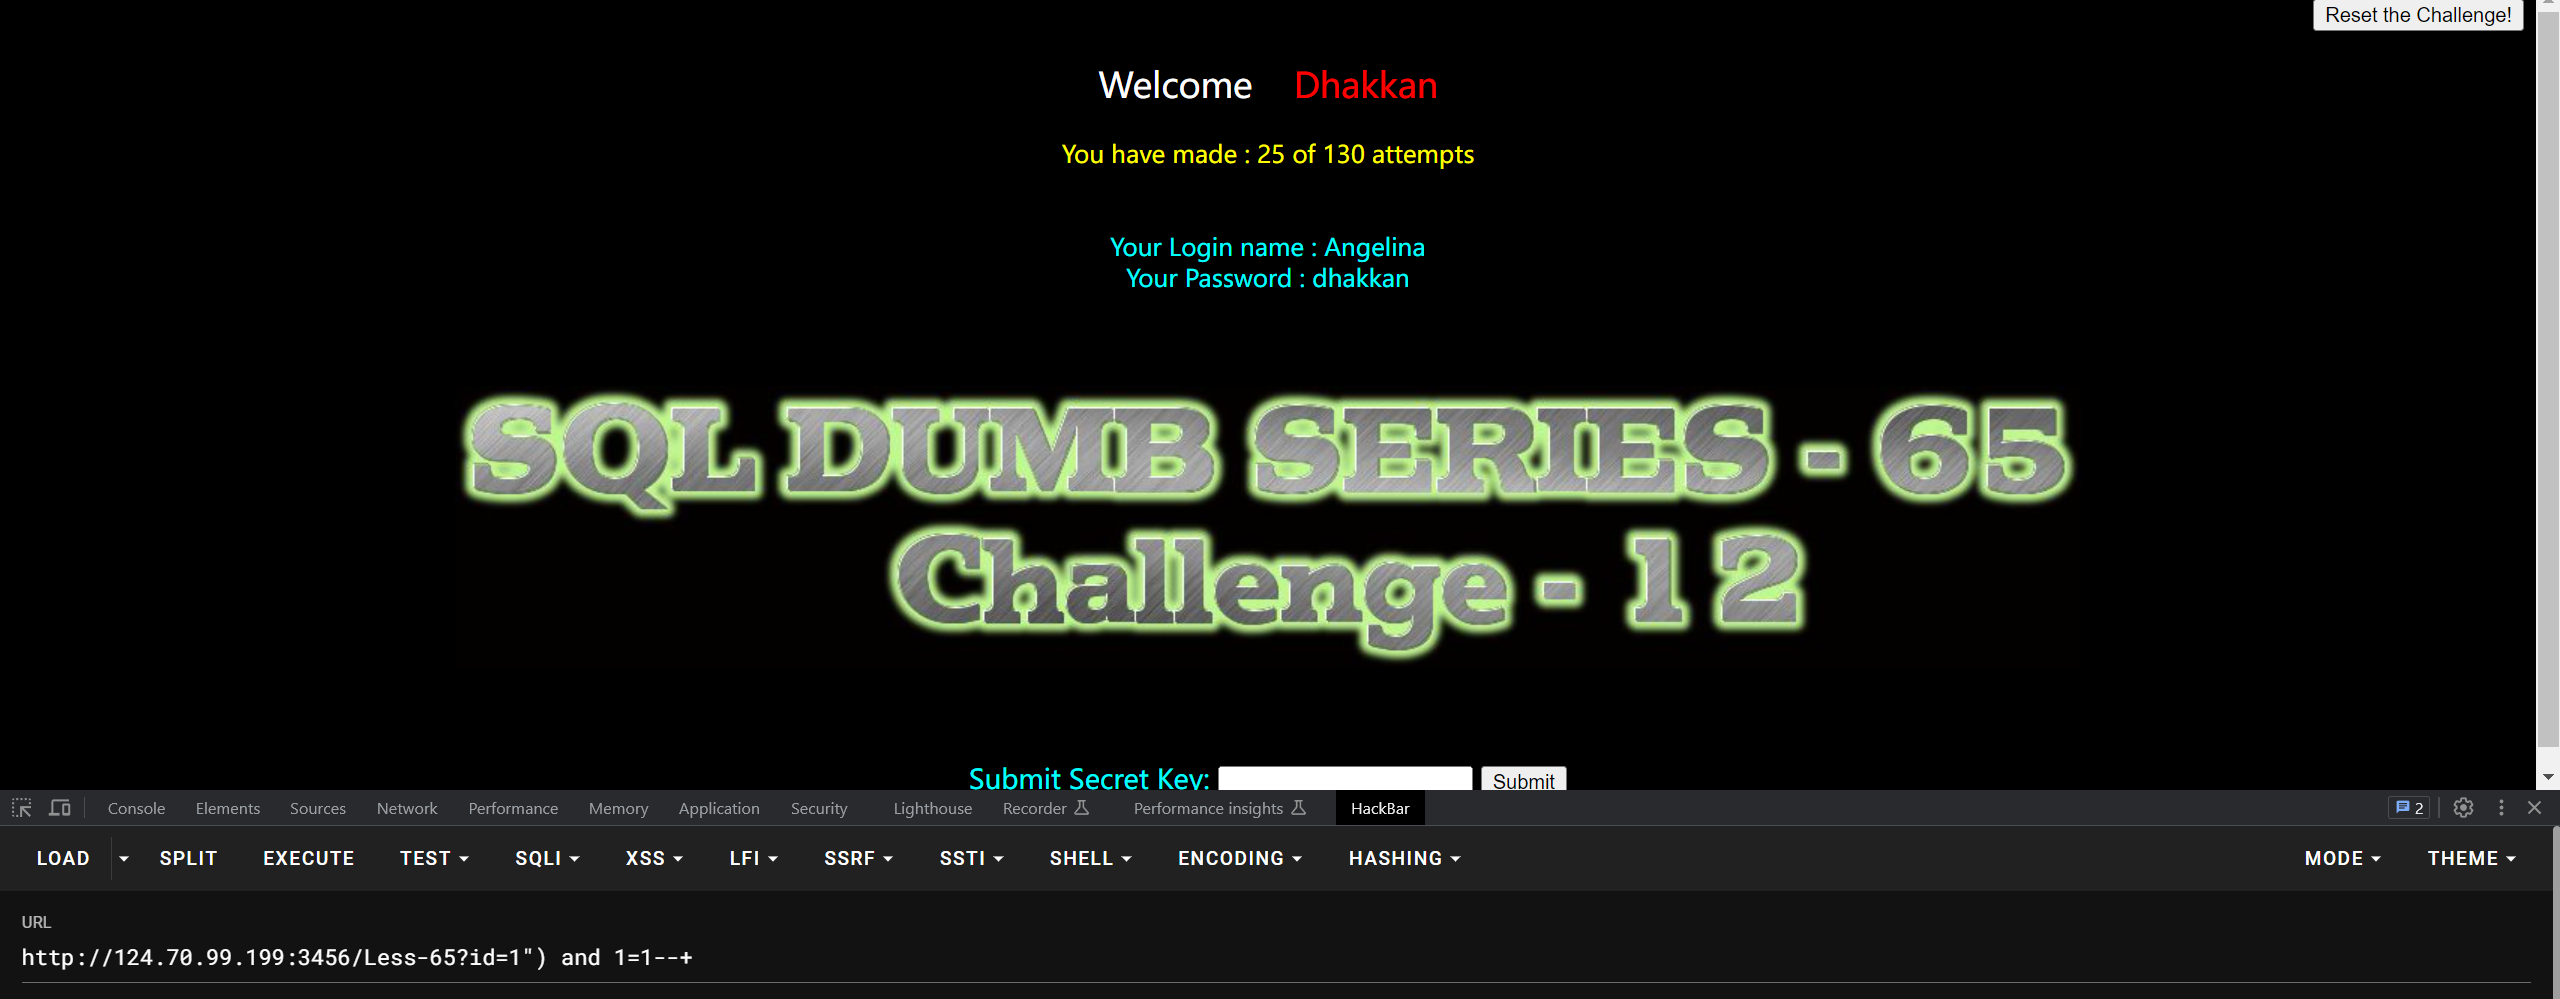 Reset the Challenge!
Welcome Dhakkan
You have made : 25 of 130 attempts
Your Login name : Angelina
Your Password : dhakkan
SQL DUMB SERIES - 65
Challenge - 12
Submit Secret Key: Submit
Console Elements Sources Network Performance Memory Application Security Lighthouse Recorder Performance insights HackBar 2
LOAD SPLIT EXECUTE TEST SQLI XSS LFI SSRF SSTI SHELL ENCODING HASHING MODE THEME
URL
http://124.70.99.199:3456/Less-65?id=1") and 1=1--+